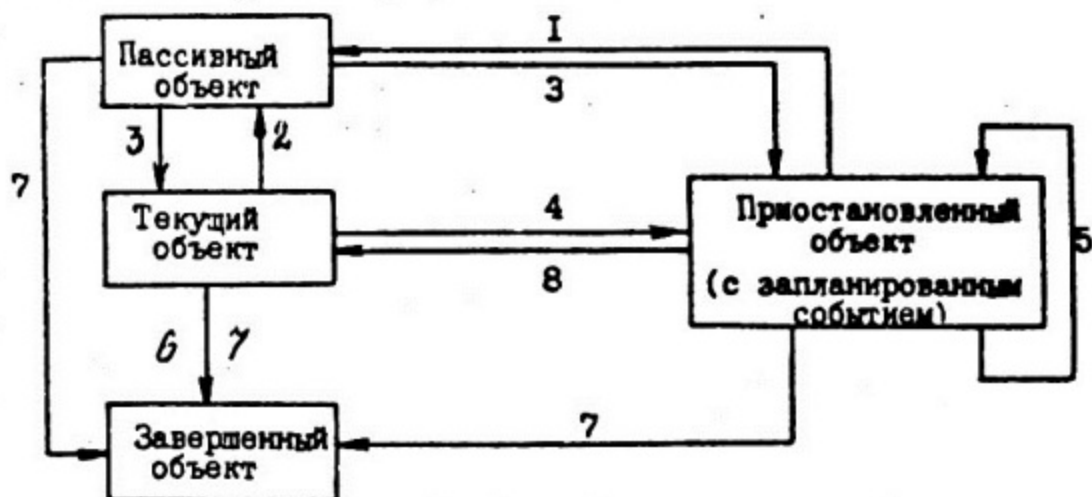 I
Пассивный
объект
3
3
2
7
Текущий
объект
4
8
Приостановленный
объект
(с запланированным
событием)
5
6 7
7
Завершенный
объект